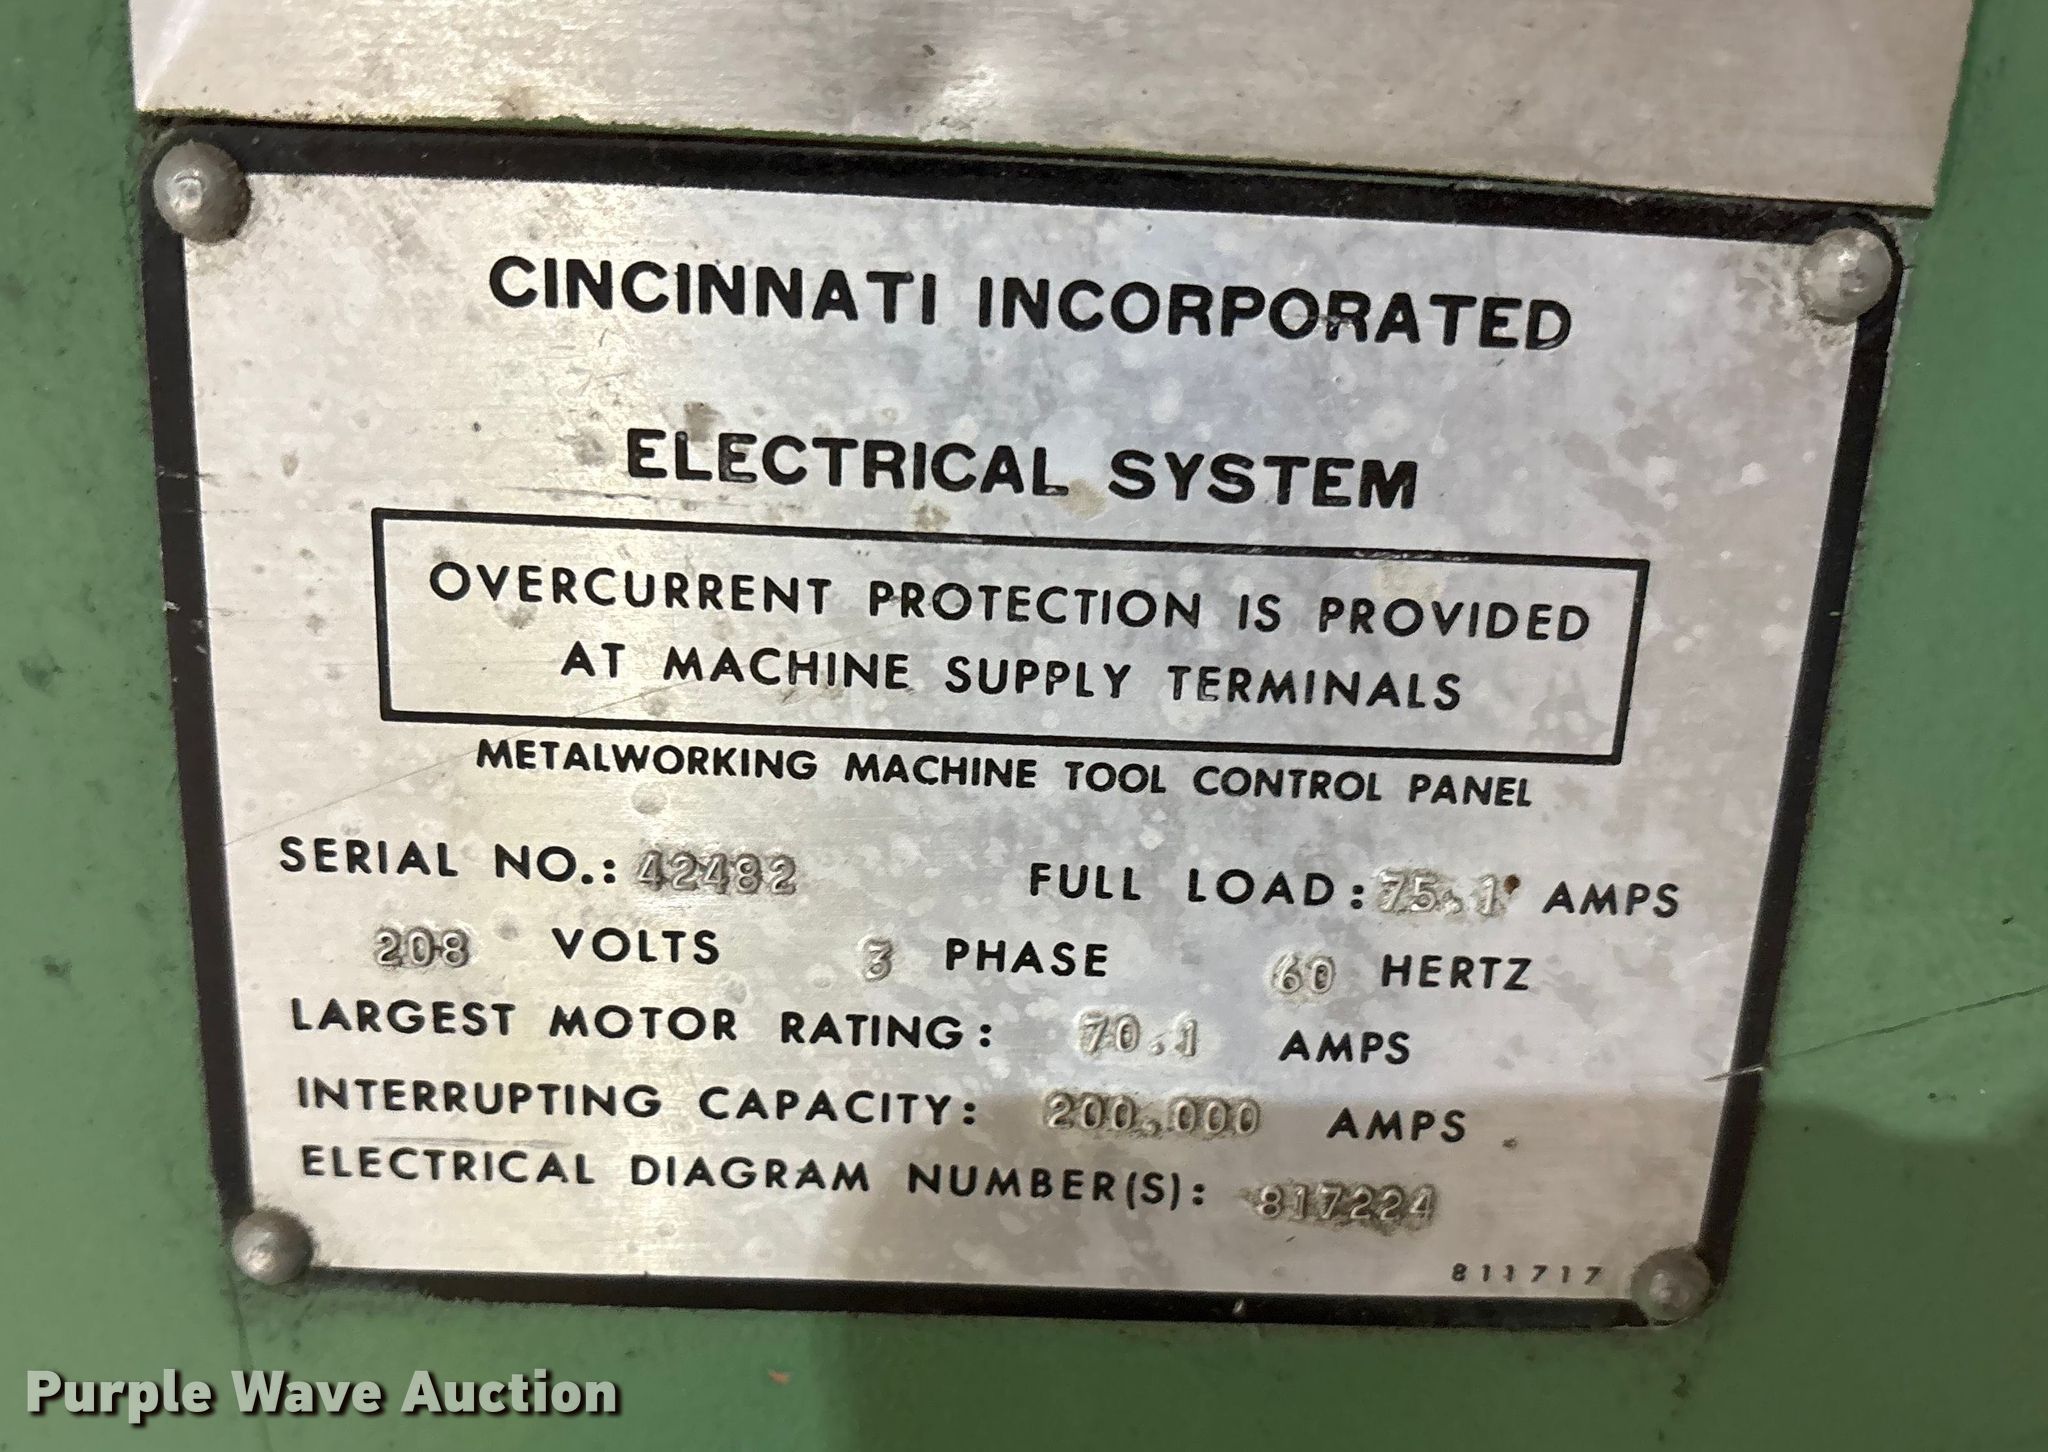 CINCINNATI INCORPORATED
ELECTRICAL SYSTEM
OVERCURRENT PROTECTION IS PROVIDED
AT MACHINE SUPPLY TERMINALS
METALWORKING MACHINE TOOL CONTROL PANEL
SERIAL NO.: 42482 FULL LOAD: 75.1 AMPS
208 VOLTS 3 PHASE 60 HERTZ
LARGEST MOTOR RATING: 70.1 AMPS
INTERRUPTING CAPACITY: 200,000 AMPS
ELECTRICAL DIAGRAM NUMBER(S): 817224
811717
Purple Wave Auction